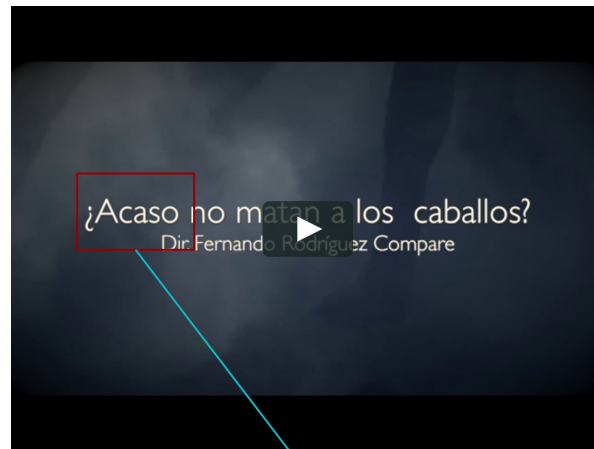 ¿Acaso no matan a los caballos?
Dir. Fernando Rodríguez Compare